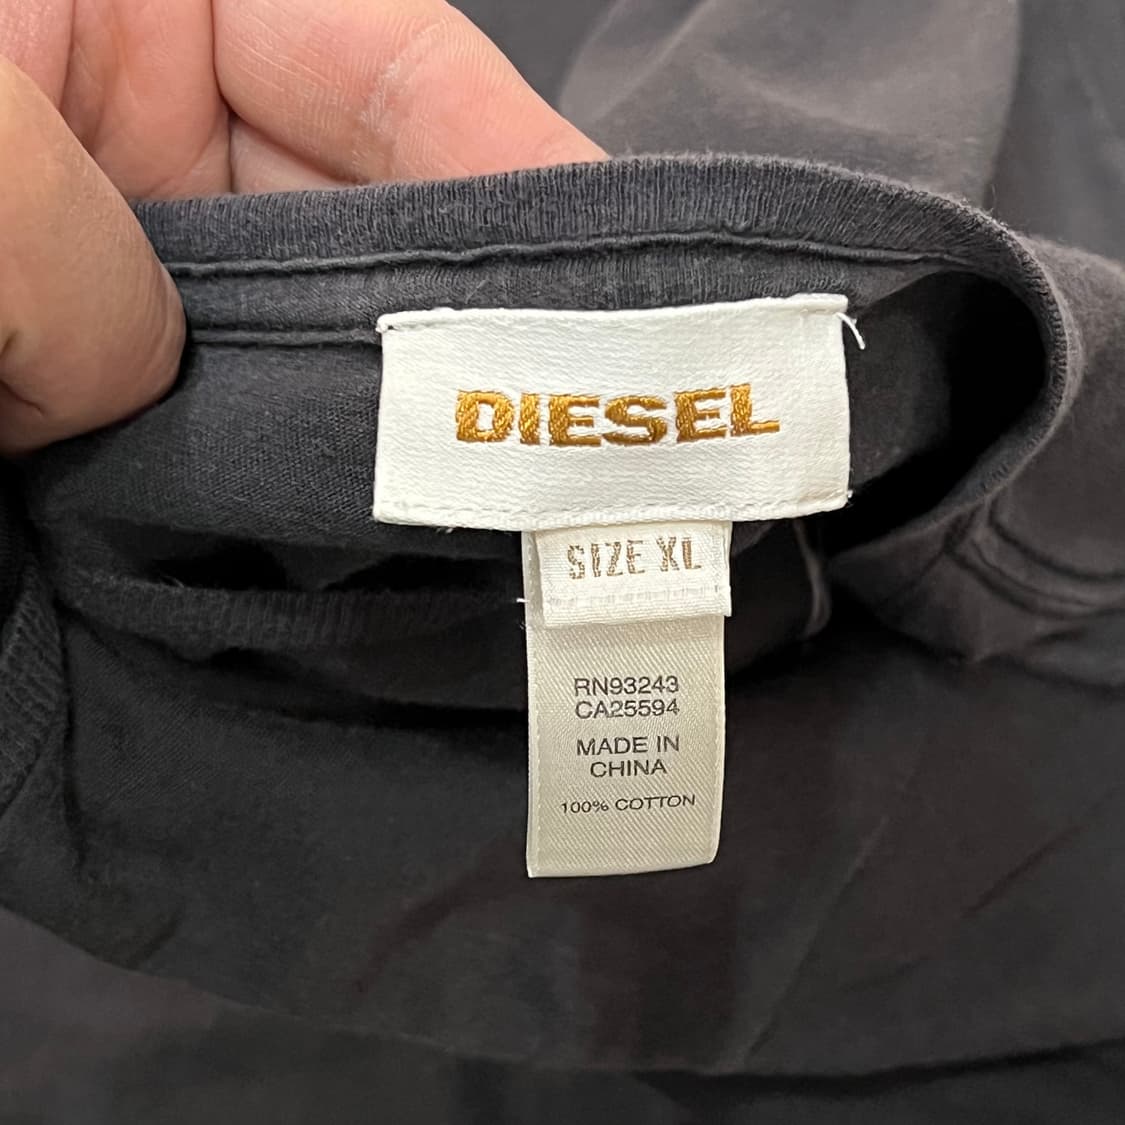 DIESEL
SIZE XL
RN93243
CA25594
MADE IN
CHINA
100% COTTON